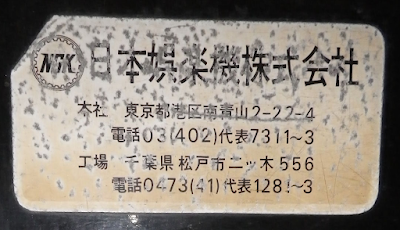 NGK 日本娯楽機株式会社
本社 東京都港区南青山2-22-4
電話03(402)代表7311~3
工場 千葉県松戸市二ッ木556
電話0473(41)代表1281~3